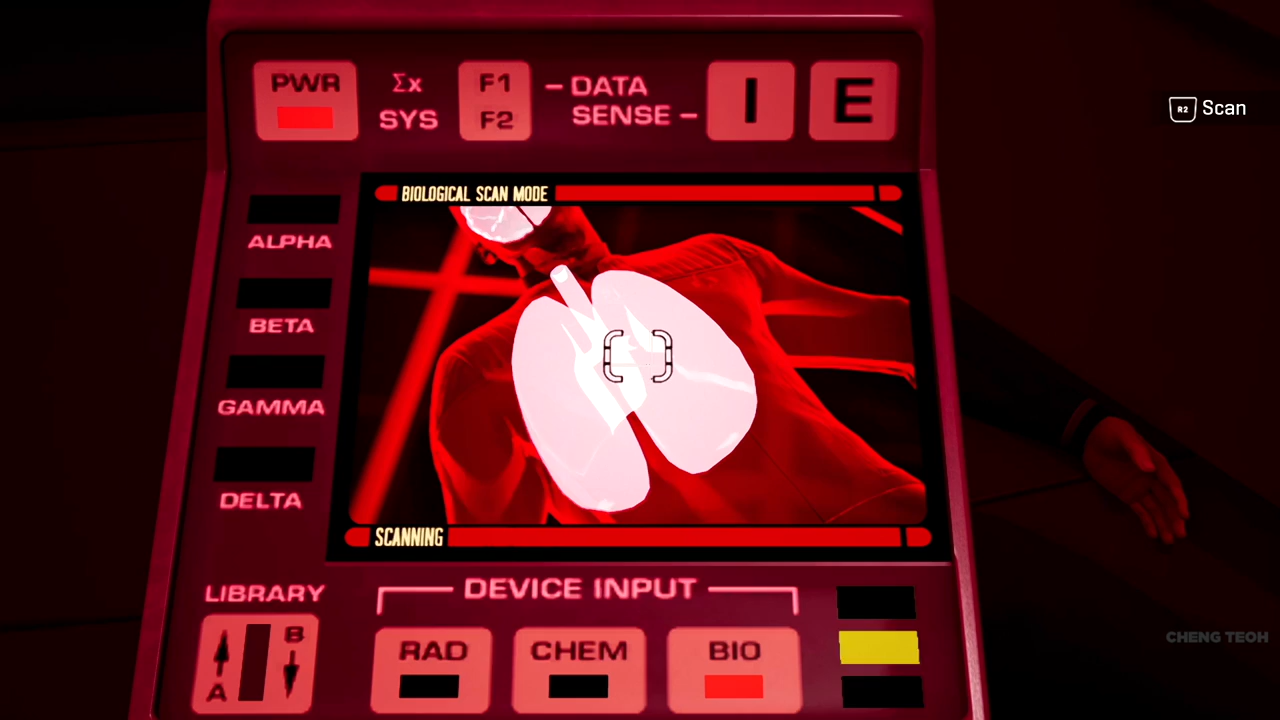 PWR
Σx
SYS
F1
F2
– DATA
SENSE –
I
E
R2 Scan
BIOLOGICAL SCAN MODE
ALPHA
BETA
GAMMA
DELTA
SCANNING
LIBRARY
A
B
DEVICE INPUT
RAD
CHEM
BIO
CHENG TEOH